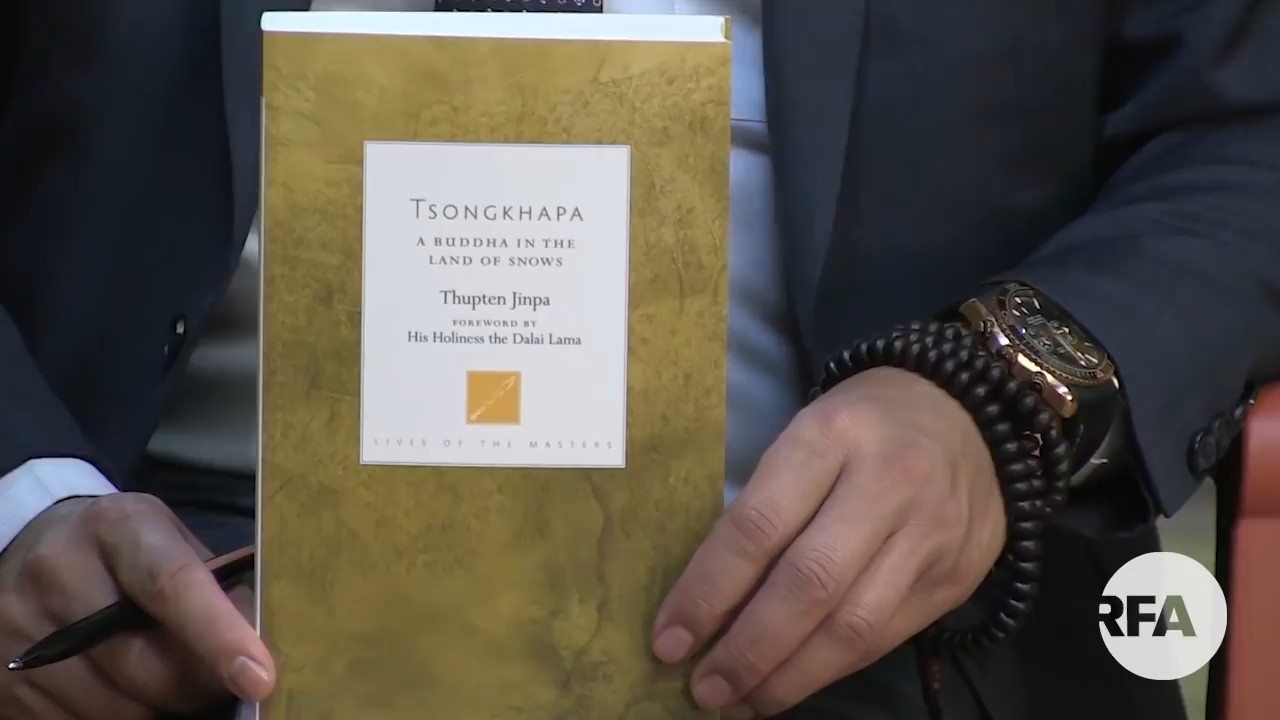 TSONGKHAPA
A BUDDHA IN THE
LAND OF SNOWS
Thupten Jinpa
FOREWORD BY
His Holiness the Dalai Lama
LIVES OF THE MASTERS
RFA